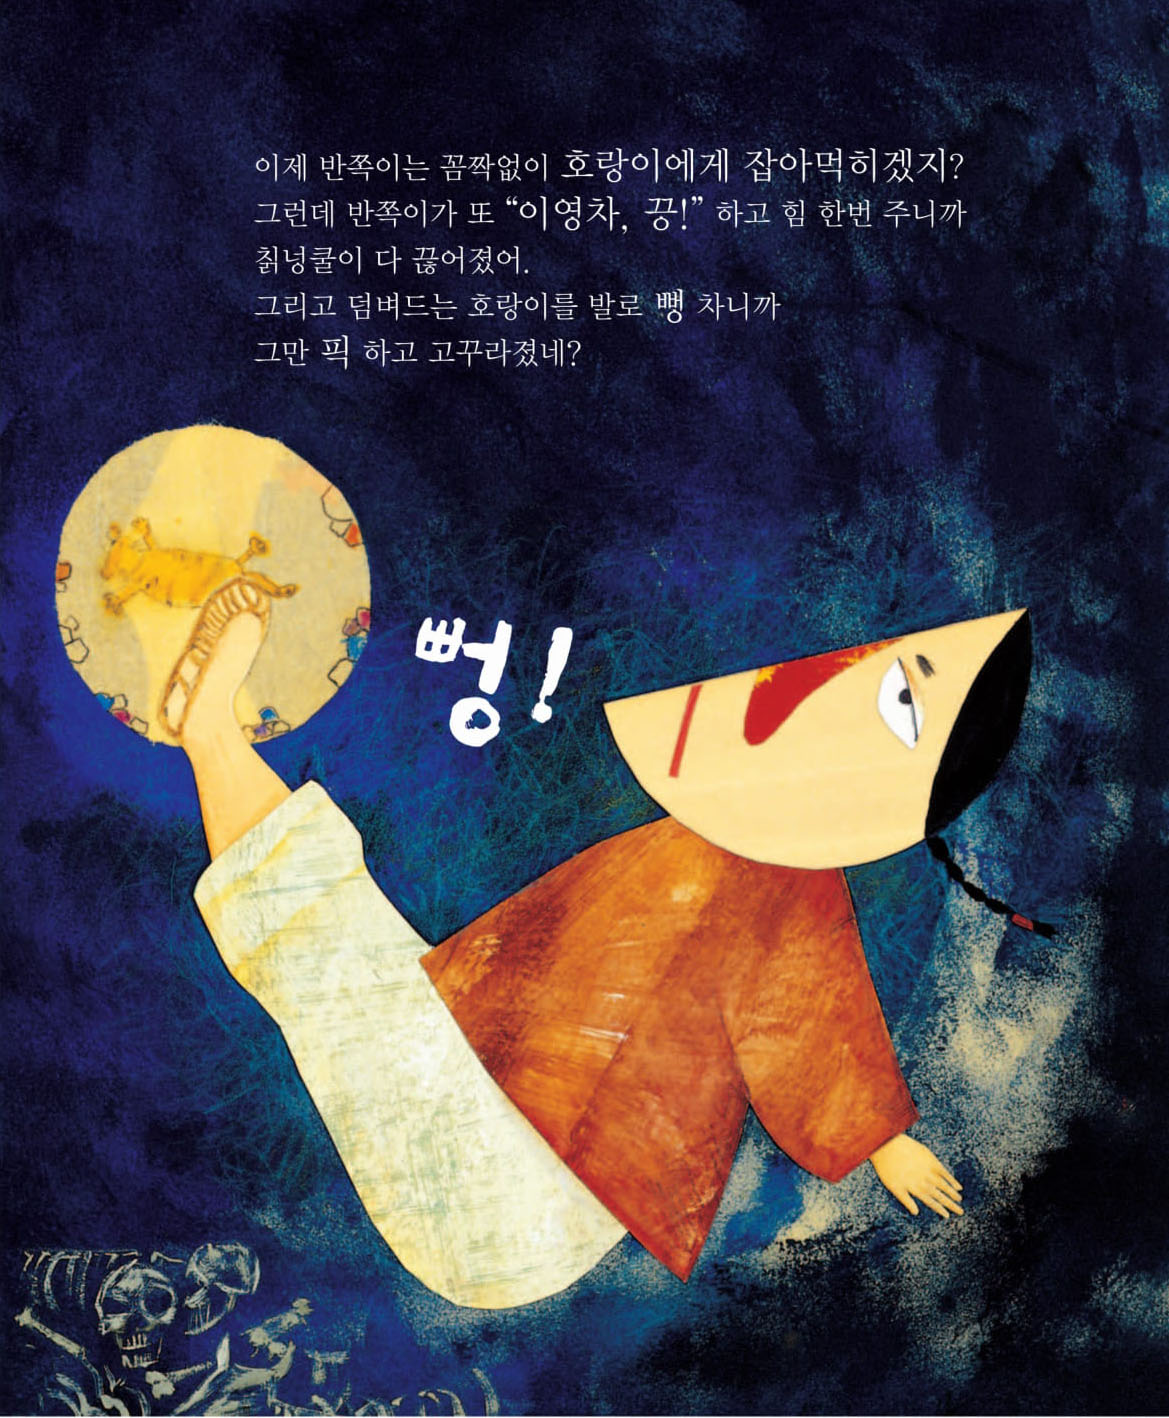 이제 반쪽이는 꼼짝없이 호랑이에게 잡아먹히겠지?
그런데 반쪽이가 또 “이영차, 끙!” 하고 힘 한번 주니까
칡넝쿨이 다 끊어졌어.
그리고 덤벼드는 호랑이를 발로 뻥 차니까
그만 픽 하고 고꾸라졌네?
뻥!